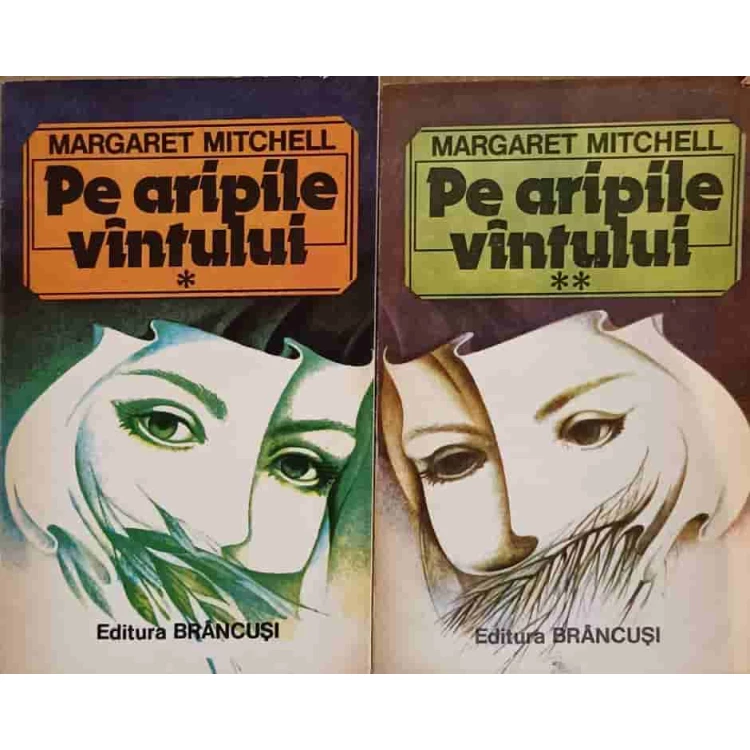 MARGARET MITCHELL
Pe aripile
vîntului
*
Editura BRÂNCUȘI
MARGARET MITCHELL
Pe aripile
vîntului
**
Editura BRÂNCUȘI